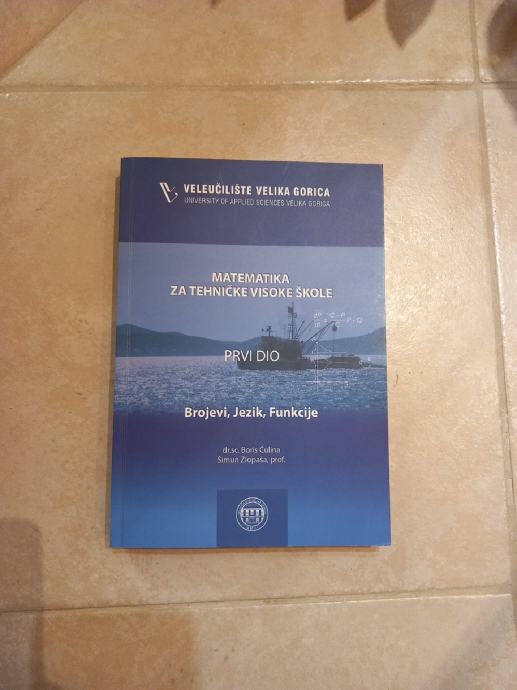 VELEUČILIŠTE VELIKA GORICA
UNIVERSITY OF APPLIED SCIENCES VELIKA GORICA
MATEMATIKA
ZA TEHNIČKE VISOKE ŠKOLE
PRVI DIO
Brojevi, Jezik, Funkcije
dr.sc. Boris Čulina
Šimun Zlopaša, prof.